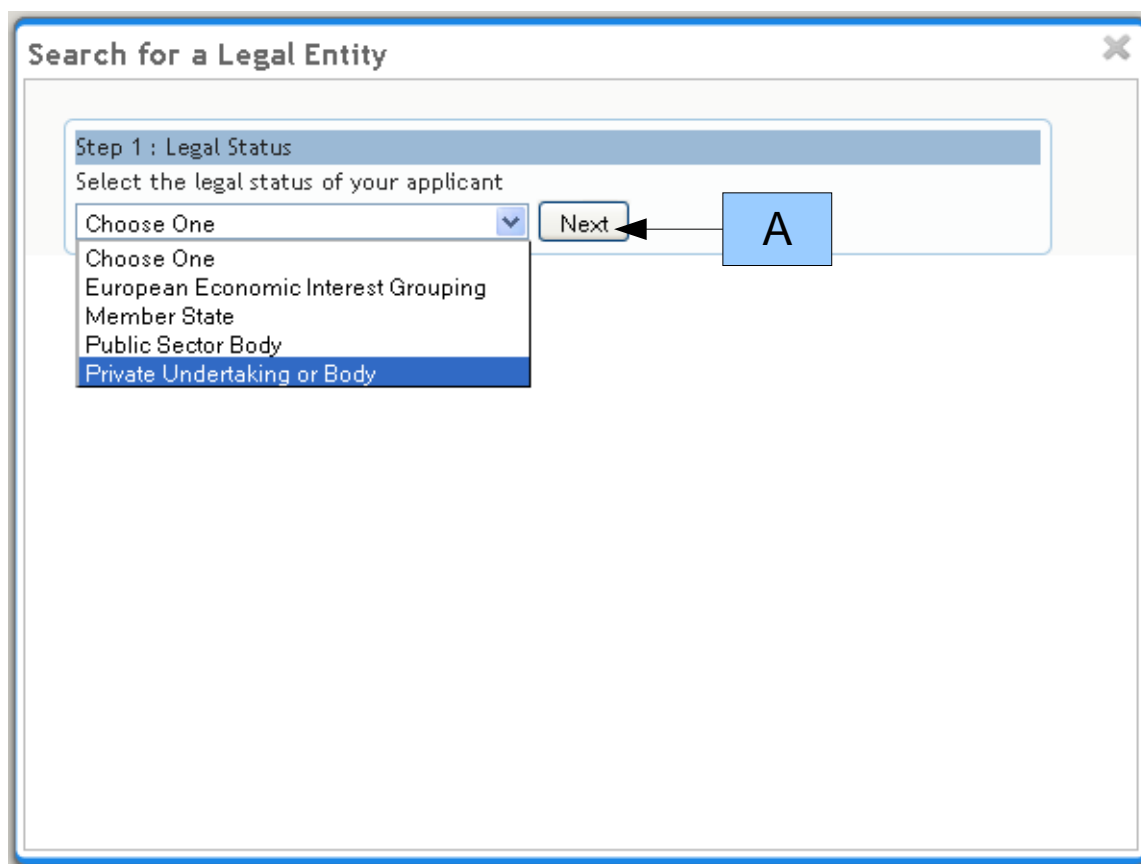 Search for a Legal Entity
Step 1 : Legal Status
Select the legal status of your applicant
Choose One
Next
A
Choose One
European Economic Interest Grouping
Member State
Public Sector Body
Private Undertaking or Body